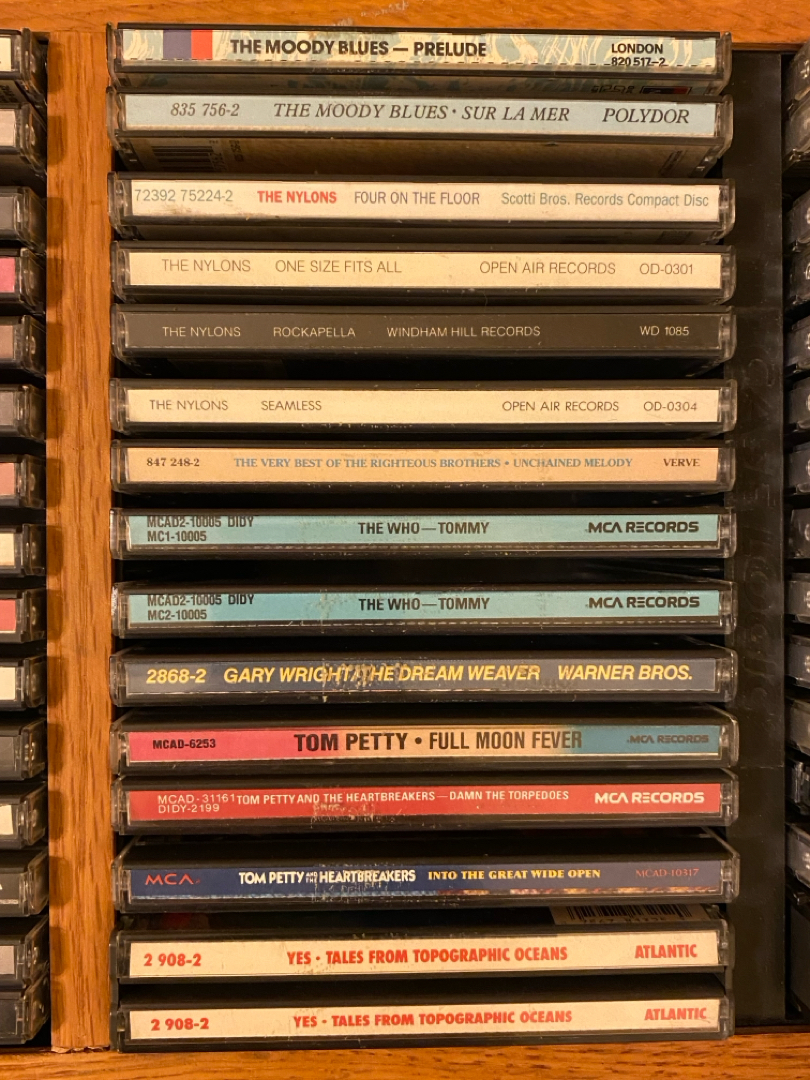 THE MOODY BLUES — PRELUDE LONDON
820 517-2
835 756-2 THE MOODY BLUES · SUR LA MER POLYDOR
72392 75224-2 THE NYLONS FOUR ON THE FLOOR Scotti Bros. Records Compact Disc
THE NYLONS ONE SIZE FITS ALL OPEN AIR RECORDS OD-0301
THE NYLONS ROCKAPELLA WINDHAM HILL RECORDS WD 1085
THE NYLONS SEAMLESS OPEN AIR RECORDS OD-0304
847 248-2 THE VERY BEST OF THE RIGHTEOUS BROTHERS • UNCHAINED MELODY VERVE
MCAD2-10005 DIDY THE WHO — TOMMY MCA RECORDS
MC1-10005
MCAD2-10005 DIDY THE WHO — TOMMY MCA RECORDS
MC2-10005
2868-2 GARY WRIGHT/THE DREAM WEAVER WARNER BROS.
MCAD-6253 TOM PETTY • FULL MOON FEVER MCA RECORDS
MCAD-31161 TOM PETTY AND THE HEARTBREAKERS — DAMN THE TORPEDOES MCA RECORDS
DIDY-2199
MCA TOM PETTY AND THE HEARTBREAKERS INTO THE GREAT WIDE OPEN MCAD-10317
2 908-2 YES · TALES FROM TOPOGRAPHIC OCEANS ATLANTIC
2 908-2 YES · TALES FROM TOPOGRAPHIC OCEANS ATLANTIC